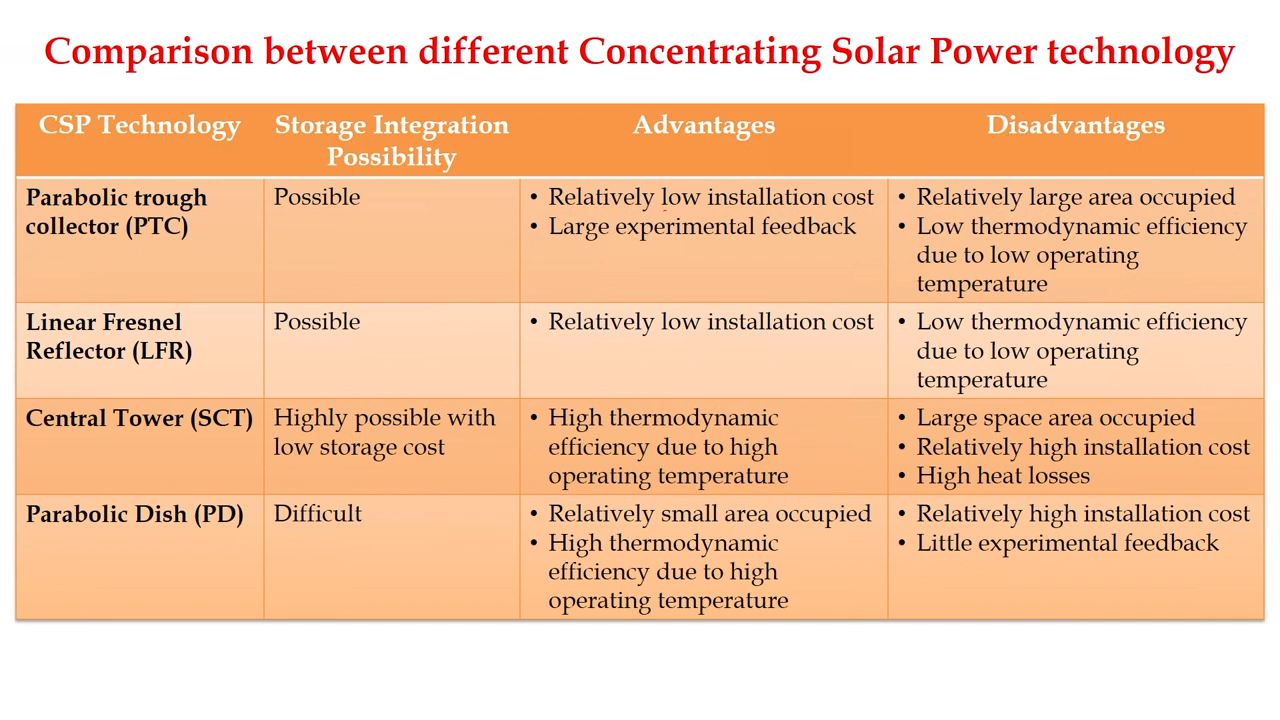 Comparison between different Concentrating Solar Power technology
CSP Technology
Storage Integration
Possibility
Advantages
Disadvantages
Parabolic trough
collector (PTC)
Possible
• Relatively low installation cost
• Large experimental feedback
• Relatively large area occupied
• Low thermodynamic efficiency
due to low operating
temperature
Linear Fresnel
Reflector (LFR)
Possible
• Relatively low installation cost
• Low thermodynamic efficiency
due to low operating
temperature
Central Tower (SCT)
Highly possible with
low storage cost
• High thermodynamic
efficiency due to high
operating temperature
• Large space area occupied
• Relatively high installation cost
• High heat losses
Parabolic Dish (PD)
Difficult
• Relatively small area occupied
• High thermodynamic
efficiency due to high
operating temperature
• Relatively high installation cost
• Little experimental feedback